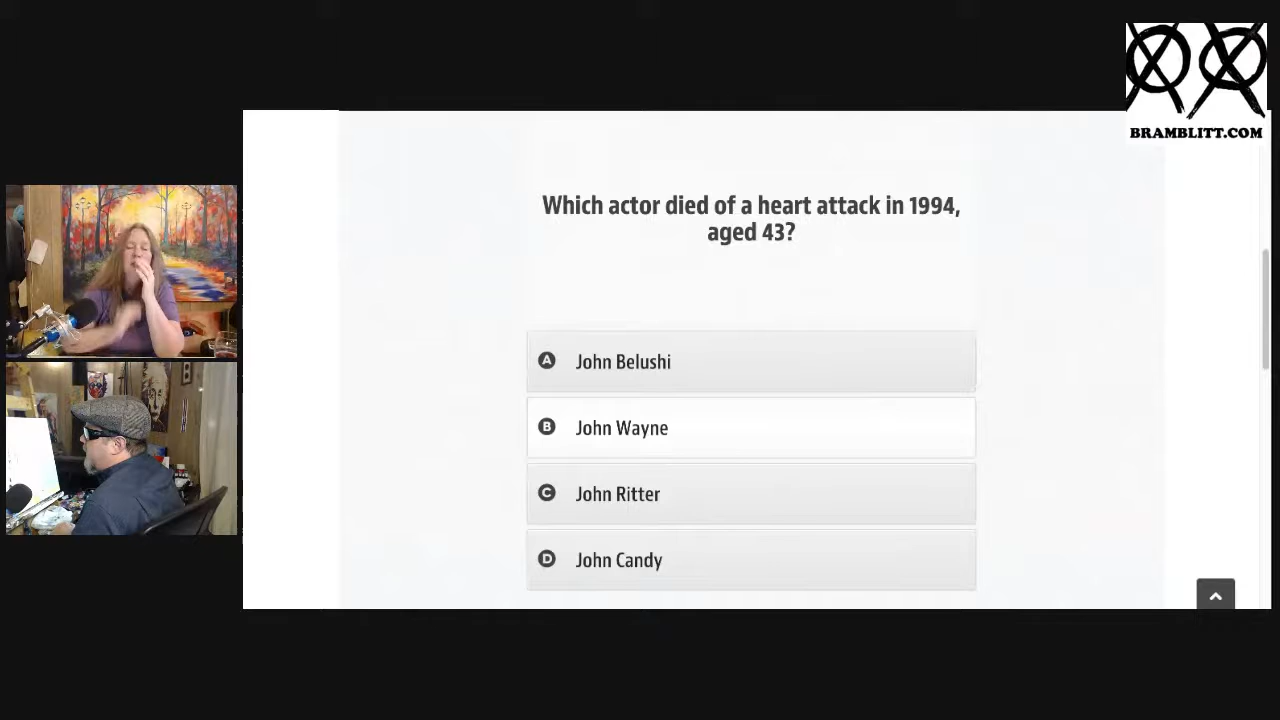 BRAMBLITT.COM
Which actor died of a heart attack in 1994,
aged 43?
A John Belushi
B John Wayne
C John Ritter
D John Candy